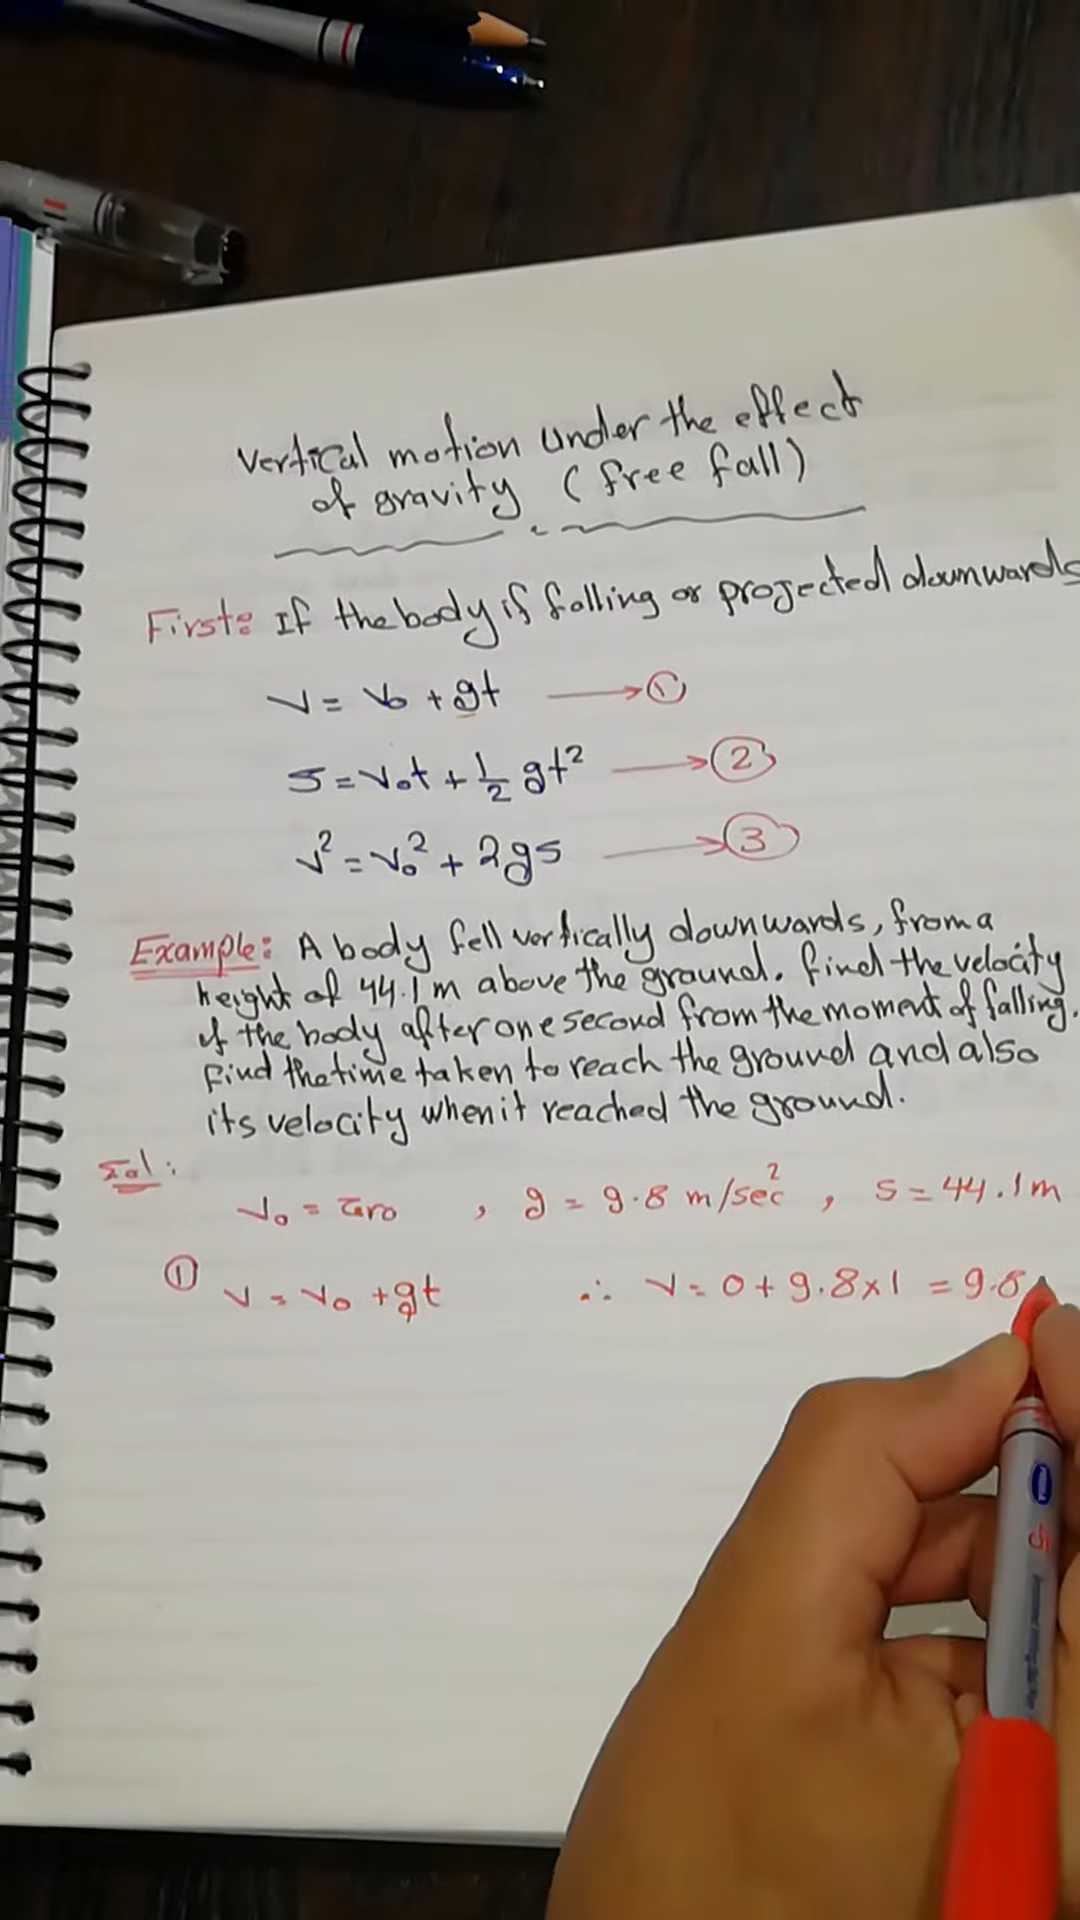 Vertical motion under the effect
of gravity (free fall)
First: If the body if falling or projected downwards
V = V₀ + gt → ①
S = V₀t + 1/2 gt² → ②
V² = V₀² + 2gs → ③
Example: A body fell vertically downwards, from a
height of 44.1 m above the ground. find the velocity
of the body after one second from the moment of falling.
Find the time taken to reach the ground and also
its velocity when it reached the ground.
Sol:
V₀ = zero , g = 9.8 m/sec² , S = 44.1 m
① V = V₀ + gt ∴ V = 0 + 9.8 × 1 = 9.8